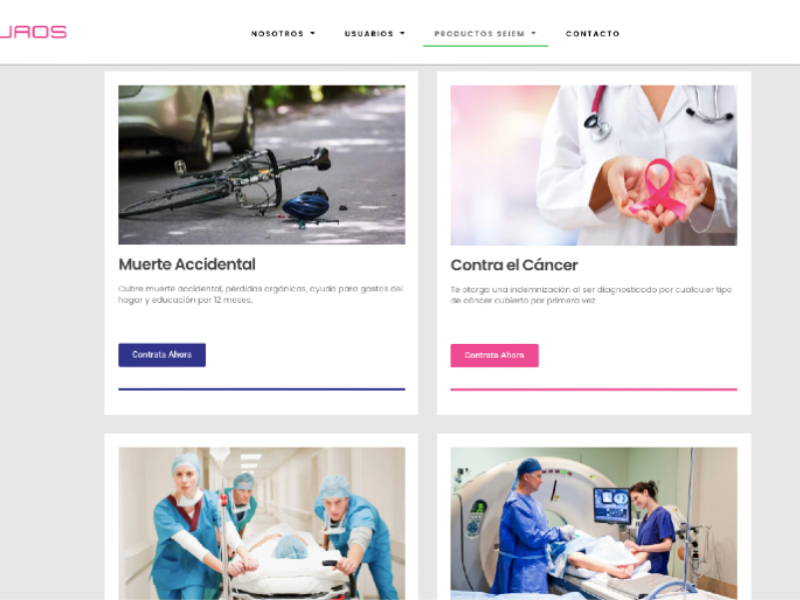 UROS
NOSOTROS
USUARIOS
PRODUCTOS SEIEM
CONTACTO
Muerte Accidental
Cubre muerte accidental, pérdidas orgánicas, ayuda para gastos del
hogar y educación por 12 meses.
Contrata Ahora
Contra el Cáncer
Te otorga una indemnización al ser diagnosticado por cualquier tipo
de cáncer cubierto por primera vez
Contrata Ahora